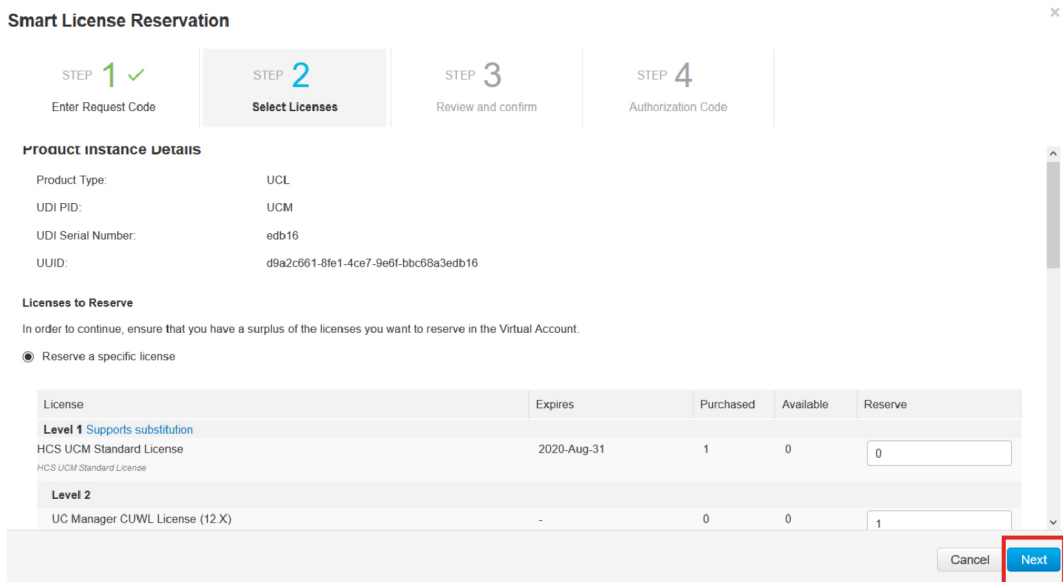 Smart License Reservation
×
STEP 1 ✓
Enter Request Code
STEP 2
Select Licenses
STEP 3
Review and confirm
STEP 4
Authorization Code
Product Instance Details
Product Type: UCL
UDI PID: UCM
UDI Serial Number: edb16
UUID: d9a2c661-8fe1-4ce7-9e6f-bbc68a3edb16
Licenses to Reserve
In order to continue, ensure that you have a surplus of the licenses you want to reserve in the Virtual Account.
Reserve a specific license
License Expires Purchased Available Reserve
Level 1 Supports substitution
HCS UCM Standard License 2020-Aug-31 1 0 0
HCS UCM Standard License
Level 2
UC Manager CUWL License (12.X) - 0 0 1
Cancel Next